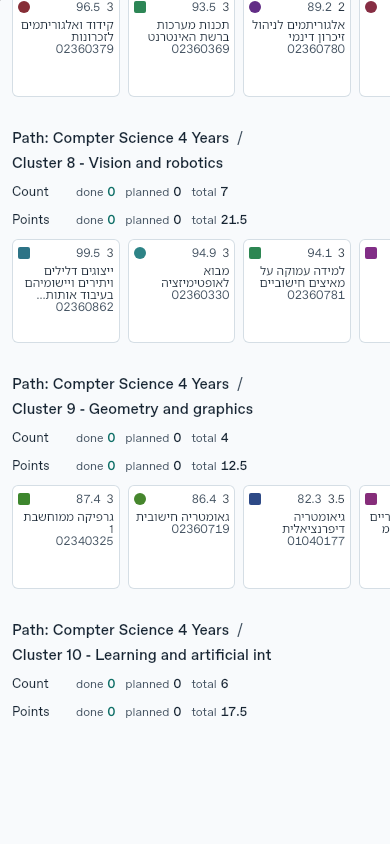 96.5 3
קידוד ואלגוריתמים
לזכרונות
02360379
93.5 3
תכנות מערכות
ברשת האינטרנט
02360369
89.2 2
אלגוריתמים לניהול
זיכרון דינמי
02360780
Path: Compter Science 4 Years /
Cluster 8 - Vision and robotics
Count done 0 planned 0 total 7
Points done 0 planned 0 total 21.5
99.5 3
ייצוגים דלילים
ויתירים ויישומיהם
בעיבוד אותות...
02360862
94.9 3
מבוא
לאופטימיזציה
02360330
94.1 3
למידה עמוקה על
מאיצים חישוביים
02360781
Path: Compter Science 4 Years /
Cluster 9 - Geometry and graphics
Count done 0 planned 0 total 4
Points done 0 planned 0 total 12.5
87.4 3
גרפיקה ממוחשבת
1
02340325
86.4 3
גאומטריה חישובית
02360719
82.3 3.5
גיאומטריה
דיפרנציאלית
01040177
Path: Compter Science 4 Years /
Cluster 10 - Learning and artificial int
Count done 0 planned 0 total 6
Points done 0 planned 0 total 17.5